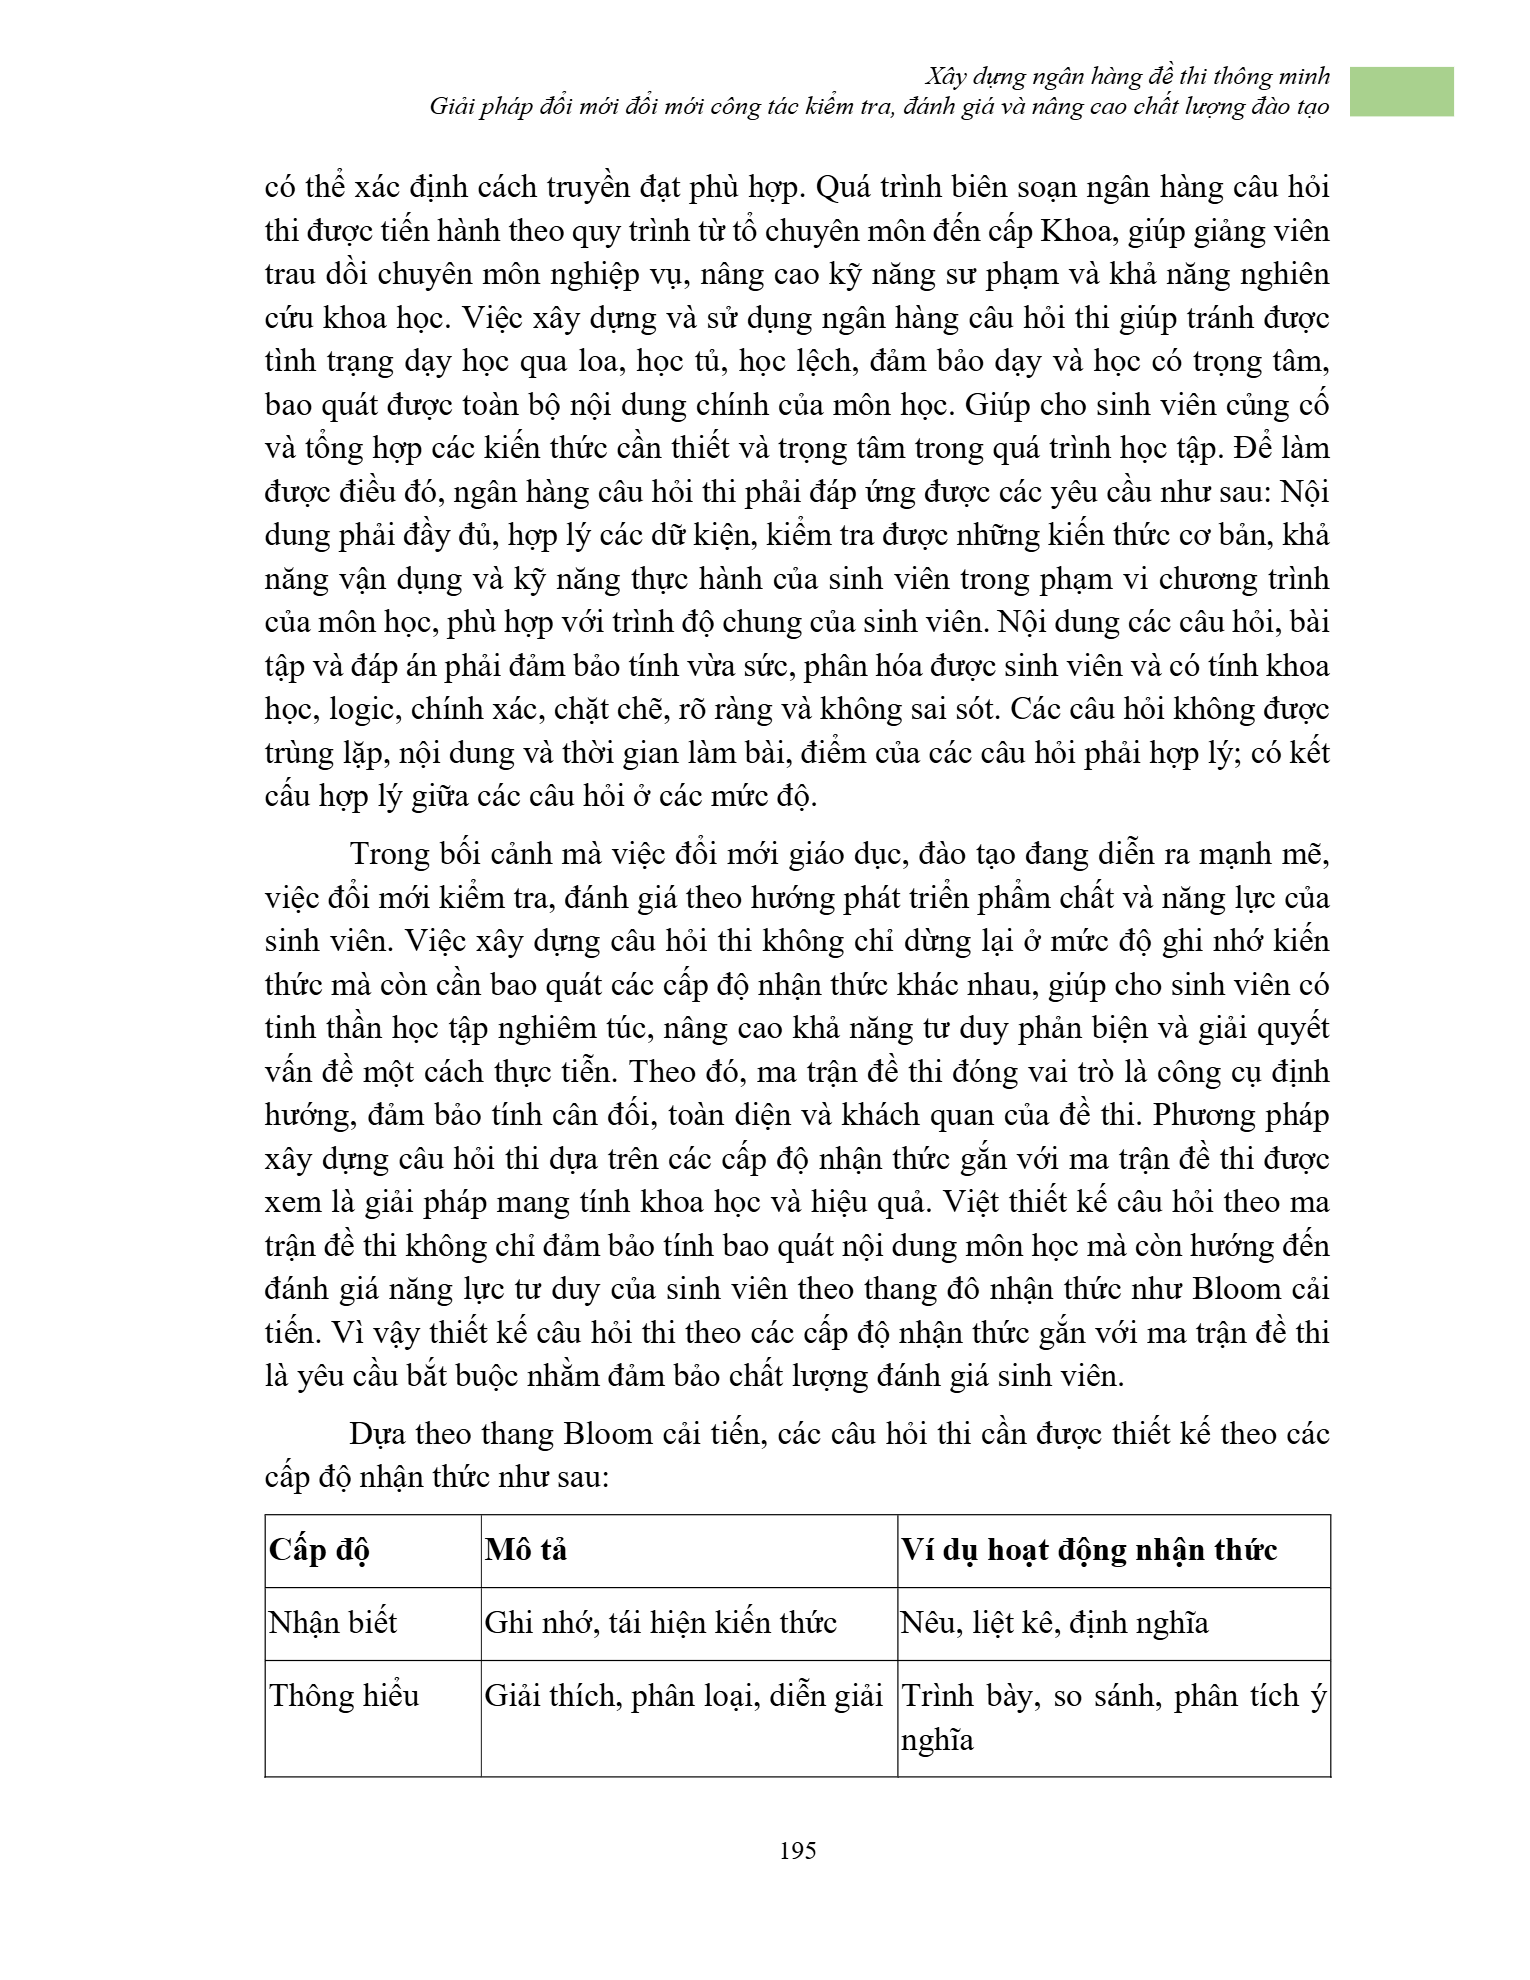 Xây dựng ngân hàng đề thi thông minh
Giải pháp đổi mới đổi mới công tác kiểm tra, đánh giá và nâng cao chất lượng đào tạo
có thể xác định cách truyền đạt phù hợp. Quá trình biên soạn ngân hàng câu hỏi
thi được tiến hành theo quy trình từ tổ chuyên môn đến cấp Khoa, giúp giảng viên
trau dồi chuyên môn nghiệp vụ, nâng cao kỹ năng sư phạm và khả năng nghiên
cứu khoa học. Việc xây dựng và sử dụng ngân hàng câu hỏi thi giúp tránh được
tình trạng dạy học qua loa, học tủ, học lệch, đảm bảo dạy và học có trọng tâm,
bao quát được toàn bộ nội dung chính của môn học. Giúp cho sinh viên củng cố
và tổng hợp các kiến thức cần thiết và trọng tâm trong quá trình học tập. Để làm
được điều đó, ngân hàng câu hỏi thi phải đáp ứng được các yêu cầu như sau: Nội
dung phải đầy đủ, hợp lý các dữ kiện, kiểm tra được những kiến thức cơ bản, khả
năng vận dụng và kỹ năng thực hành của sinh viên trong phạm vi chương trình
của môn học, phù hợp với trình độ chung của sinh viên. Nội dung các câu hỏi, bài
tập và đáp án phải đảm bảo tính vừa sức, phân hóa được sinh viên và có tính khoa
học, logic, chính xác, chặt chẽ, rõ ràng và không sai sót. Các câu hỏi không được
trùng lặp, nội dung và thời gian làm bài, điểm của các câu hỏi phải hợp lý; có kết
cấu hợp lý giữa các câu hỏi ở các mức độ.
Trong bối cảnh mà việc đổi mới giáo dục, đào tạo đang diễn ra mạnh mẽ,
việc đổi mới kiểm tra, đánh giá theo hướng phát triển phẩm chất và năng lực của
sinh viên. Việc xây dựng câu hỏi thi không chỉ dừng lại ở mức độ ghi nhớ kiến
thức mà còn cần bao quát các cấp độ nhận thức khác nhau, giúp cho sinh viên có
tinh thần học tập nghiêm túc, nâng cao khả năng tư duy phản biện và giải quyết
vấn đề một cách thực tiễn. Theo đó, ma trận đề thi đóng vai trò là công cụ định
hướng, đảm bảo tính cân đối, toàn diện và khách quan của đề thi. Phương pháp
xây dựng câu hỏi thi dựa trên các cấp độ nhận thức gắn với ma trận đề thi được
xem là giải pháp mang tính khoa học và hiệu quả. Việt thiết kế câu hỏi theo ma
trận đề thi không chỉ đảm bảo tính bao quát nội dung môn học mà còn hướng đến
đánh giá năng lực tư duy của sinh viên theo thang đô nhận thức như Bloom cải
tiến. Vì vậy thiết kế câu hỏi thi theo các cấp độ nhận thức gắn với ma trận đề thi
là yêu cầu bắt buộc nhằm đảm bảo chất lượng đánh giá sinh viên.
Dựa theo thang Bloom cải tiến, các câu hỏi thi cần được thiết kế theo các
cấp độ nhận thức như sau:
Cấp độ Mô tả Ví dụ hoạt động nhận thức
Nhận biết Ghi nhớ, tái hiện kiến thức Nêu, liệt kê, định nghĩa
Thông hiểu Giải thích, phân loại, diễn giải Trình bày, so sánh, phân tích ý
nghĩa
195